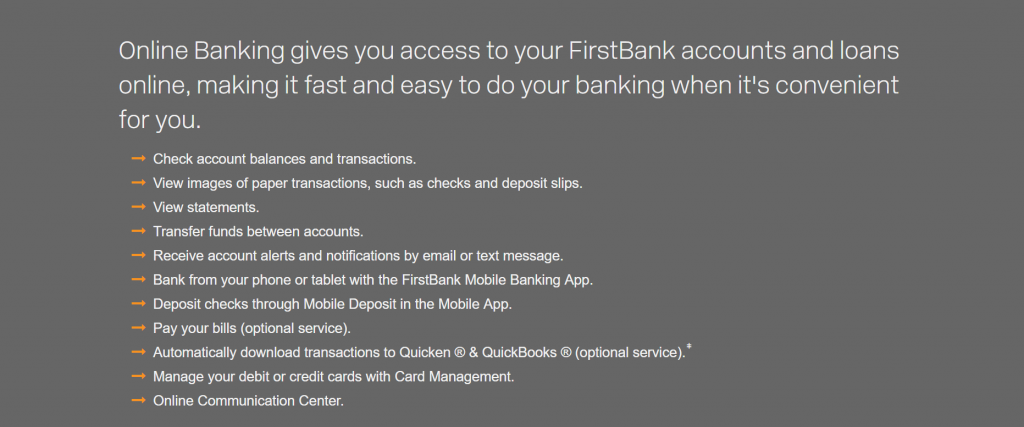 Online Banking gives you access to your FirstBank accounts and loans
online, making it fast and easy to do your banking when it's convenient
for you.
Check account balances and transactions.
View images of paper transactions, such as checks and deposit slips.
View statements.
Transfer funds between accounts.
Receive account alerts and notifications by email or text message.
Bank from your phone or tablet with the FirstBank Mobile Banking App.
Deposit checks through Mobile Deposit in the Mobile App.
Pay your bills (optional service).
Automatically download transactions to Quicken ® & QuickBooks ® (optional service).*
Manage your debit or credit cards with Card Management.
Online Communication Center.